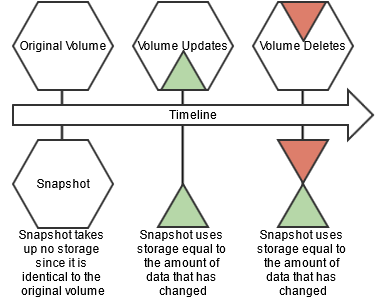 Original Volume
Volume Updates
Volume Deletes
Timeline
Snapshot
Snapshot takes
up no storage
since it is
identical to the
original volume
Snapshot uses
storage equal to
the amount of
data that has
changed
Snapshot uses
storage equal to
the amount of
data that has
changed